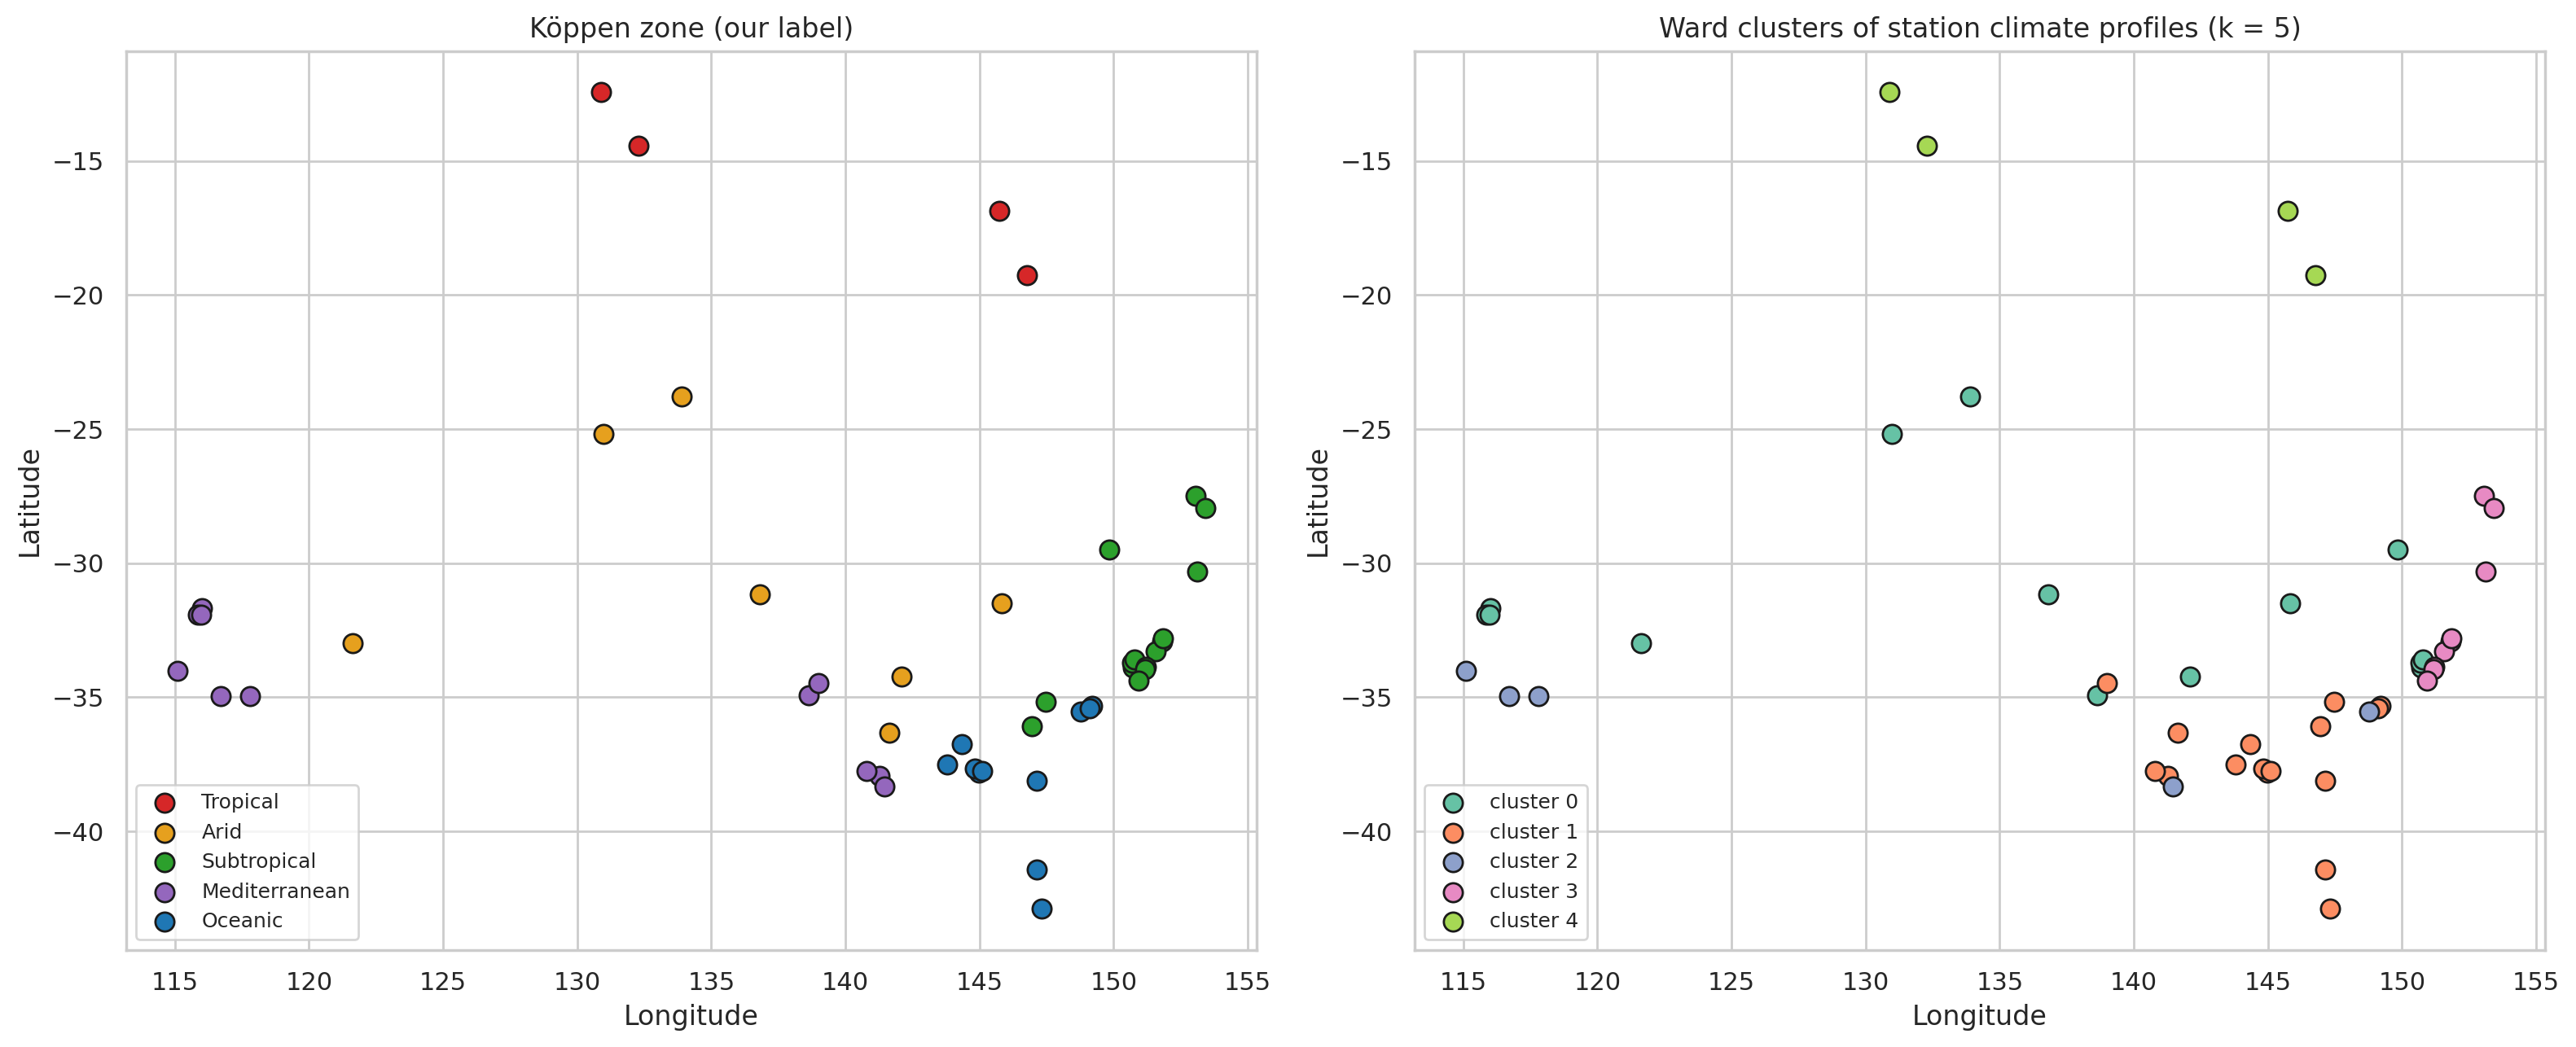 Köppen zone (our label)
Latitude
−15
−20
−25
−30
−35
−40
Tropical
Arid
Subtropical
Mediterranean
Oceanic
115 120 125 130 135 140 145 150 155
Longitude
Ward clusters of station climate profiles (k = 5)
Latitude
−15
−20
−25
−30
−35
−40
cluster 0
cluster 1
cluster 2
cluster 3
cluster 4
115 120 125 130 135 140 145 150 155
Longitude